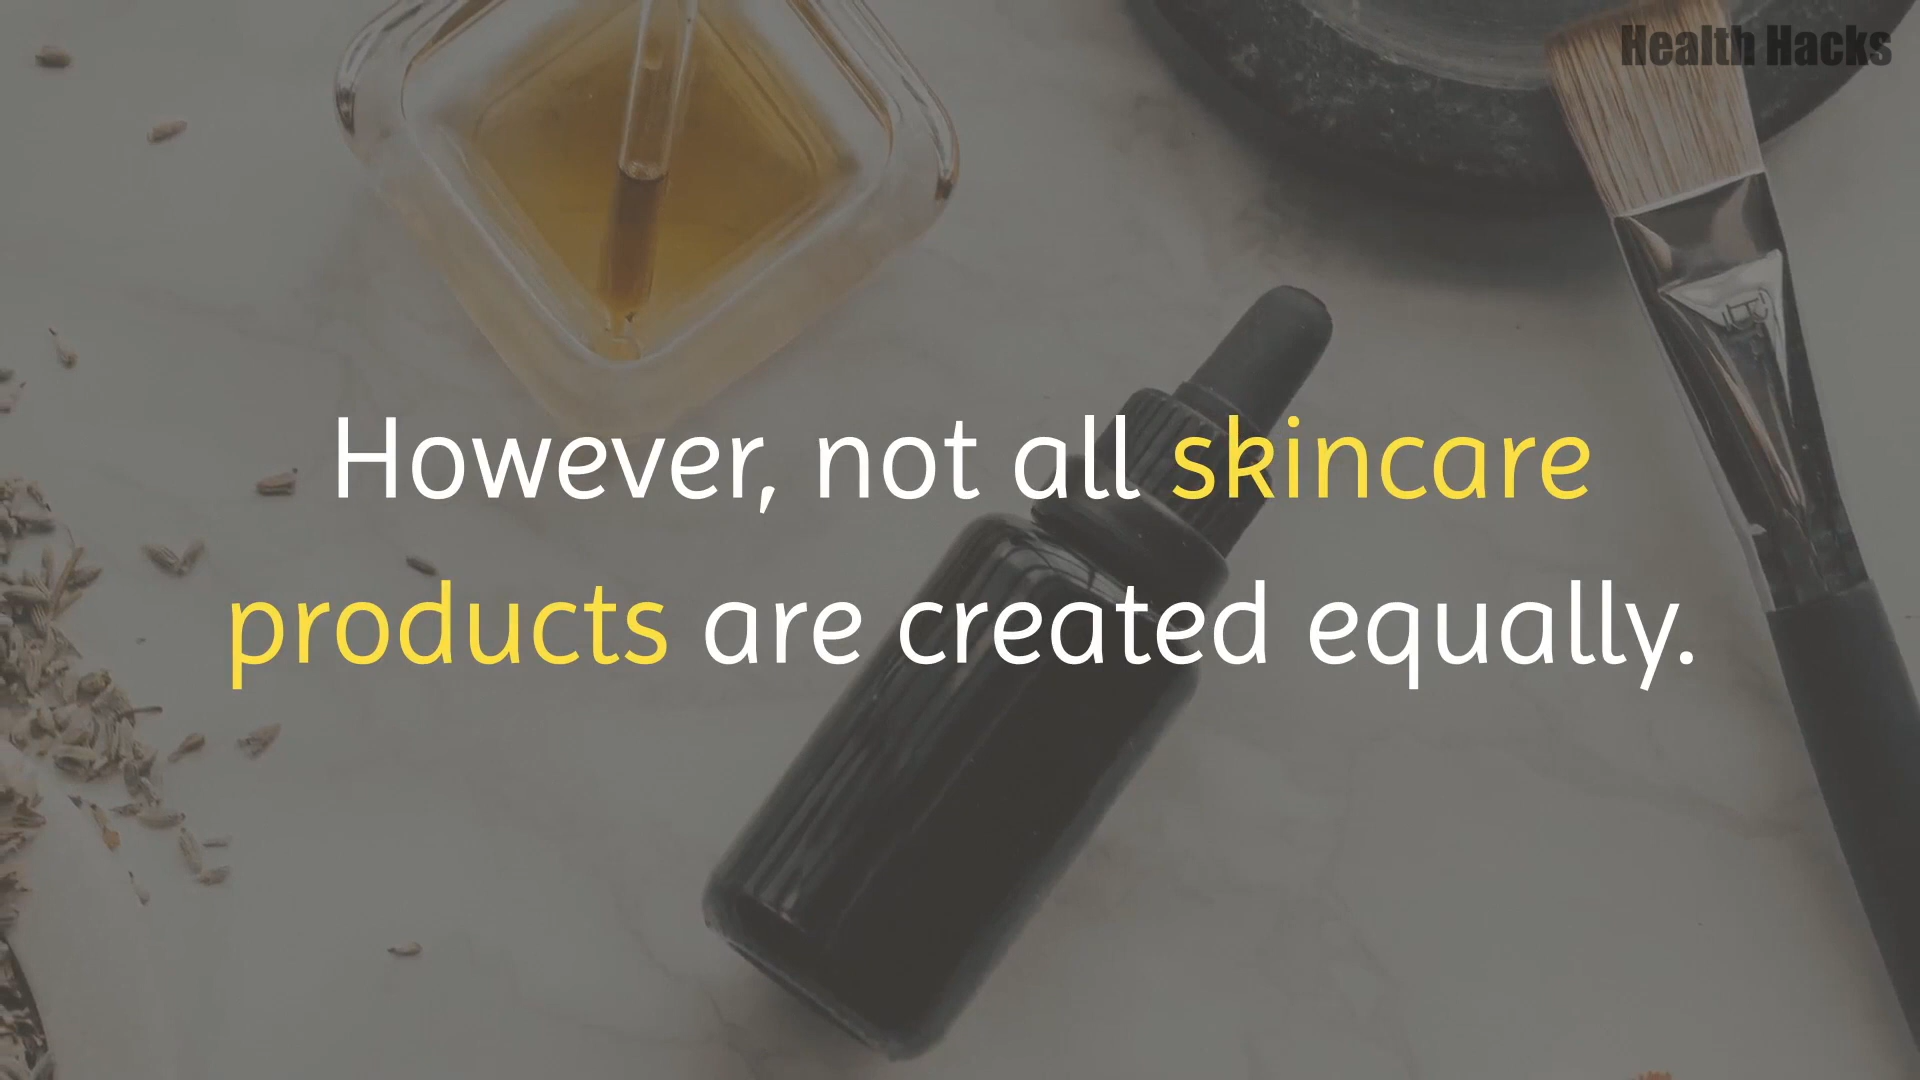 Health Hacks
However, not all skincare
products are created equally.